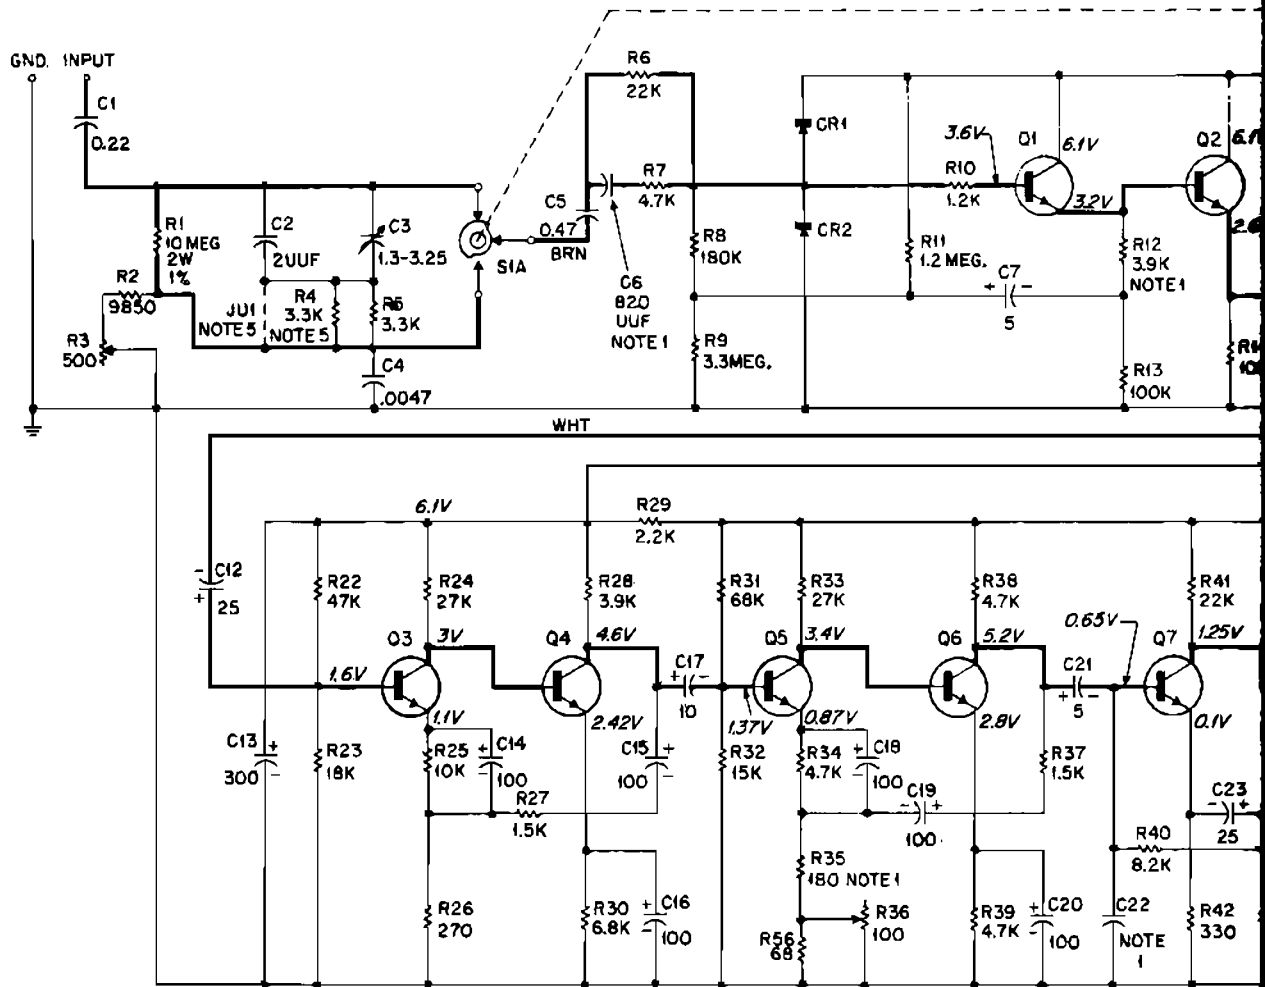 GND. INPUT
C1
0.22
R1
10 MEG
2W
1%
R2
9850
R3
500
C2
2UUF
C3
1.3-3.25
JU1
NOTE 5
R4
3.3K
NOTE 5
R5
3.3K
C4
.0047
S1A
C5
0.47
BRN
R6
22K
R7
4.7K
C6
820
UUF
NOTE 1
R8
180K
R9
3.3MEG.
CR1
CR2
R10
1.2K
R11
1.2 MEG.
3.6V
Q1
6.1V
3.2V
C7
+ -
5
R12
3.9K
NOTE 1
R13
100K
Q2
WHT
C12
- +
25
C13
+ -
300
R22
47K
R23
18K
6.1V
R24
27K
Q3
3V
1.6V
1.1V
R25
10K
C14
+ -
100
R26
270
R27
1.5K
R28
3.9K
Q4
4.6V
2.42V
C15
+ -
100
R30
6.8K
C16
+ -
100
R29
2.2K
C17
+ -
10
R31
68K
R32
15K
1.37V
R33
27K
Q5
3.4V
0.87V
R34
4.7K
C18
+ -
100
C19
- +
100
R35
180 NOTE 1
R36
100
R56
68
R38
4.7K
Q6
5.2V
2.8V
R37
1.5K
R39
4.7K
C20
+ -
100
C21
+ -
5
0.65V
C22
NOTE
1
R41
22K
Q7
1.25V
0.1V
R40
8.2K
C23
- +
25
R42
330